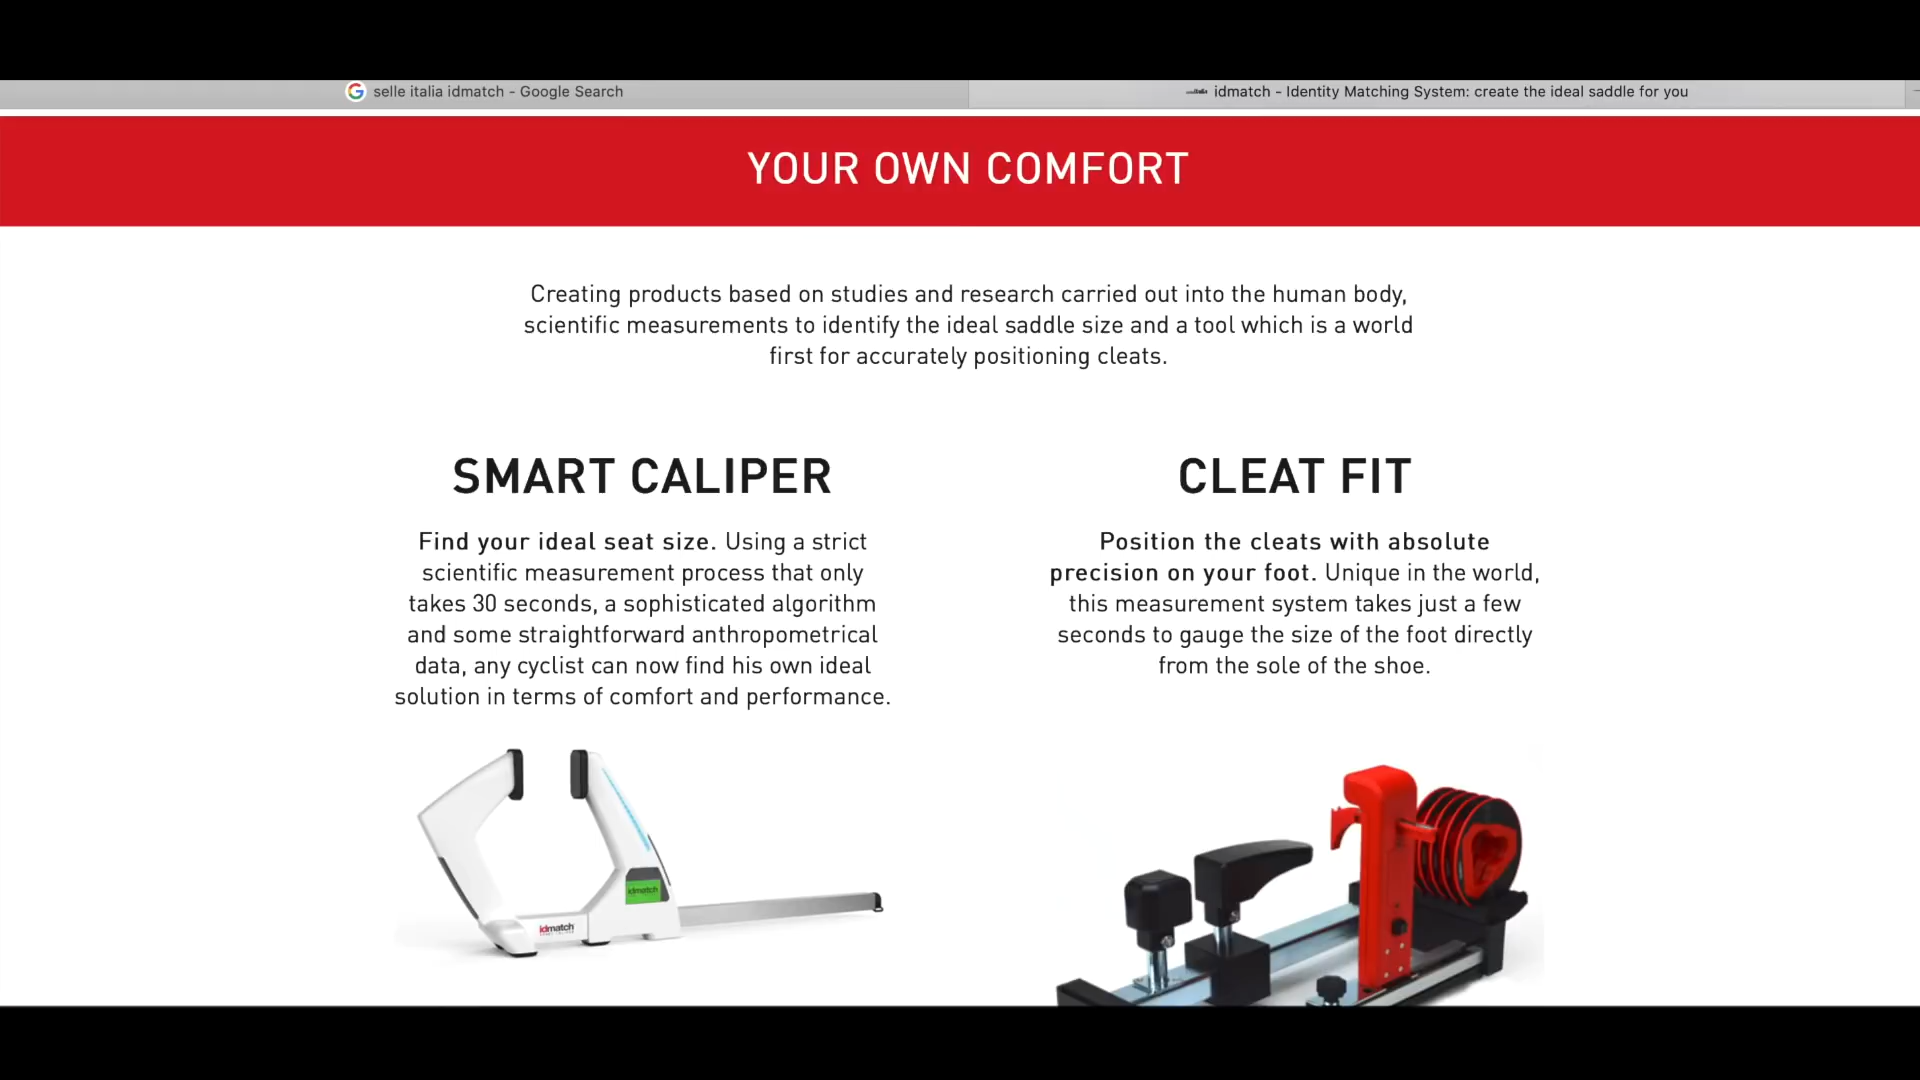 selle italia idmatch - Google Search
idmatch - Identity Matching System: create the ideal saddle for you
YOUR OWN COMFORT
Creating products based on studies and research carried out into the human body,
scientific measurements to identify the ideal saddle size and a tool which is a world
first for accurately positioning cleats.
SMART CALIPER
Find your ideal seat size. Using a strict
scientific measurement process that only
takes 30 seconds, a sophisticated algorithm
and some straightforward anthropometrical
data, any cyclist can now find his own ideal
solution in terms of comfort and performance.
idmatch
idmatch
CLEAT FIT
Position the cleats with absolute
precision on your foot. Unique in the world,
this measurement system takes just a few
seconds to gauge the size of the foot directly
from the sole of the shoe.